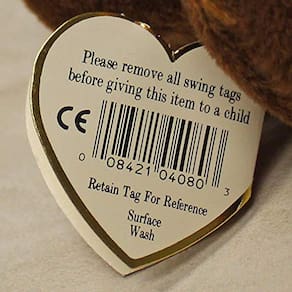 Please remove all swing tags
before giving this item to a child
CE
0 08421 04080 3
Retain Tag For Reference
Surface
Wash